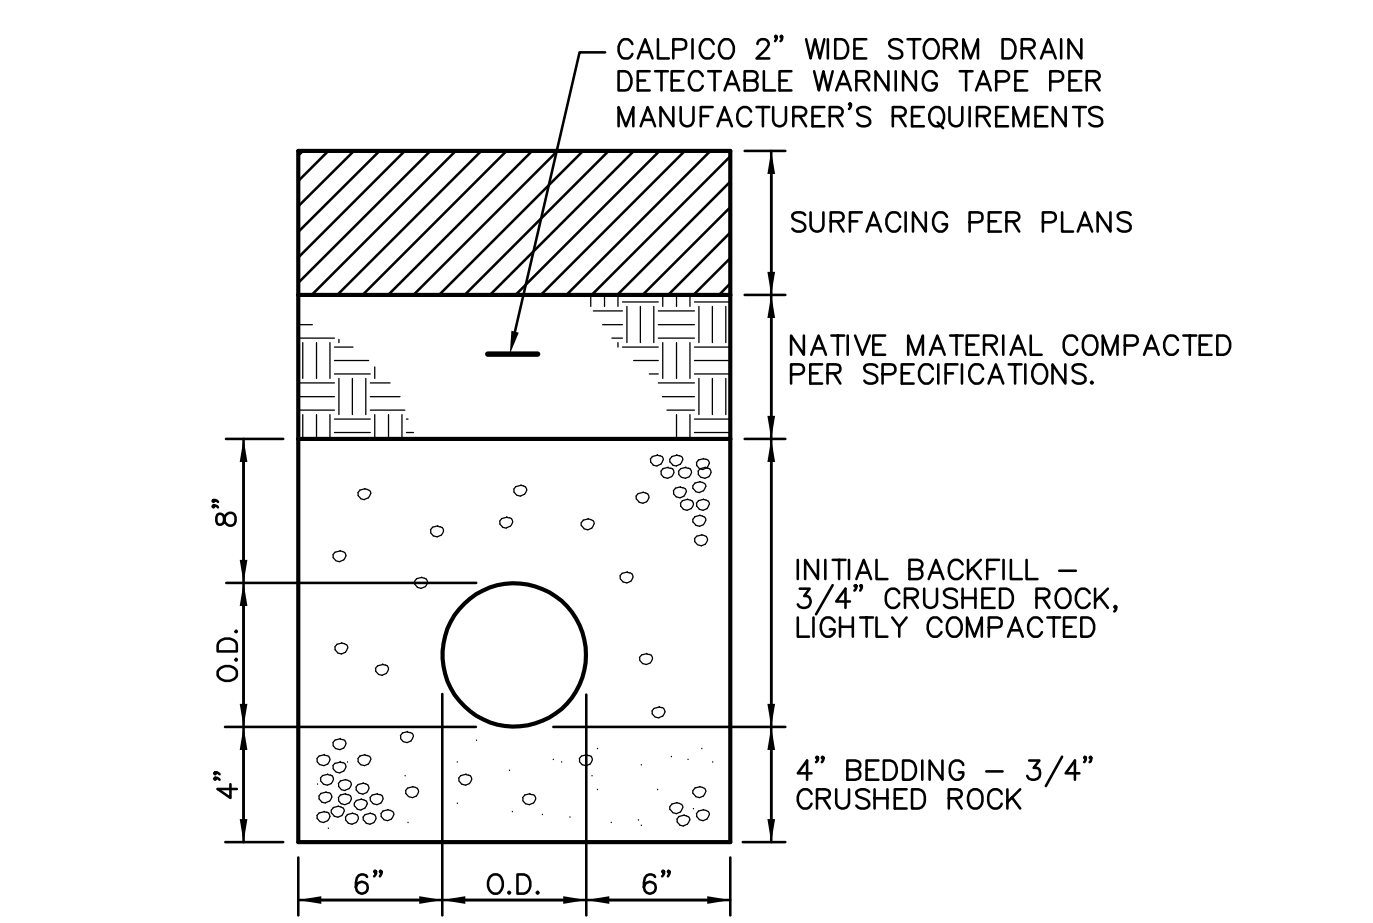 CALPICO 2” WIDE STORM DRAIN
DETECTABLE WARNING TAPE PER
MANUFACTURER’S REQUIREMENTS
SURFACING PER PLANS
NATIVE MATERIAL COMPACTED
PER SPECIFICATIONS.
8”
INITIAL BACKFILL –
3/4” CRUSHED ROCK,
LIGHTLY COMPACTED
O.D.
4”
4” BEDDING – 3/4”
CRUSHED ROCK
6”
O.D.
6”